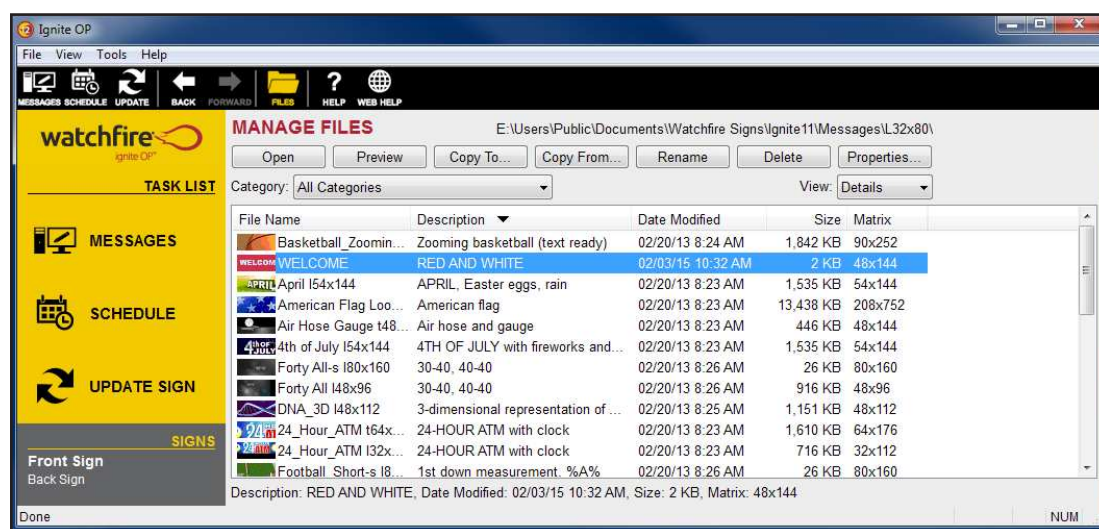 Ignite OP
File View Tools Help
MESSAGES SCHEDULE UPDATE BACK FORWARD FILES HELP WEB HELP
watchfire
ignite OP
TASK LIST
MESSAGES
SCHEDULE
UPDATE SIGN
SIGNS
Front Sign
Back Sign
MANAGE FILES E:\Users\Public\Documents\Watchfire Signs\Ignite11\Messages\L32x80\
Open Preview Copy To... Copy From... Rename Delete Properties...
Category: All Categories View: Details
File Name Description Date Modified Size Matrix
Basketball_Zoomin... Zooming basketball (text ready) 02/20/13 8:24 AM 1,842 KB 90x252
WELCOME RED AND WHITE 02/03/15 10:32 AM 2 KB 48x144
APRIL April l54x144 APRIL, Easter eggs, rain 02/20/13 8:23 AM 1,535 KB 54x144
American Flag Loo... American flag 02/20/13 8:23 AM 13,438 KB 208x752
Air Hose Gauge t48... Air hose and gauge 02/20/13 8:23 AM 446 KB 48x144
4th of July l54x144 4TH OF JULY with fireworks and... 02/20/13 8:23 AM 1,535 KB 54x144
Forty All-s l80x160 30-40, 40-40 02/20/13 8:26 AM 26 KB 80x160
Forty All l48x96 30-40, 40-40 02/20/13 8:26 AM 916 KB 48x96
DNA_3D l48x112 3-dimensional representation of ... 02/20/13 8:25 AM 1,151 KB 48x112
24_Hour_ATM t64x... 24-HOUR ATM with clock 02/20/13 8:23 AM 1,610 KB 64x176
24_Hour_ATM l32x... 24-HOUR ATM with clock 02/20/13 8:23 AM 716 KB 32x112
Football_Short-s l8... 1st down measurement. %A% 02/20/13 8:26 AM 26 KB 80x160
Description: RED AND WHITE, Date Modified: 02/03/15 10:32 AM, Size: 2 KB, Matrix: 48x144
Done NUM